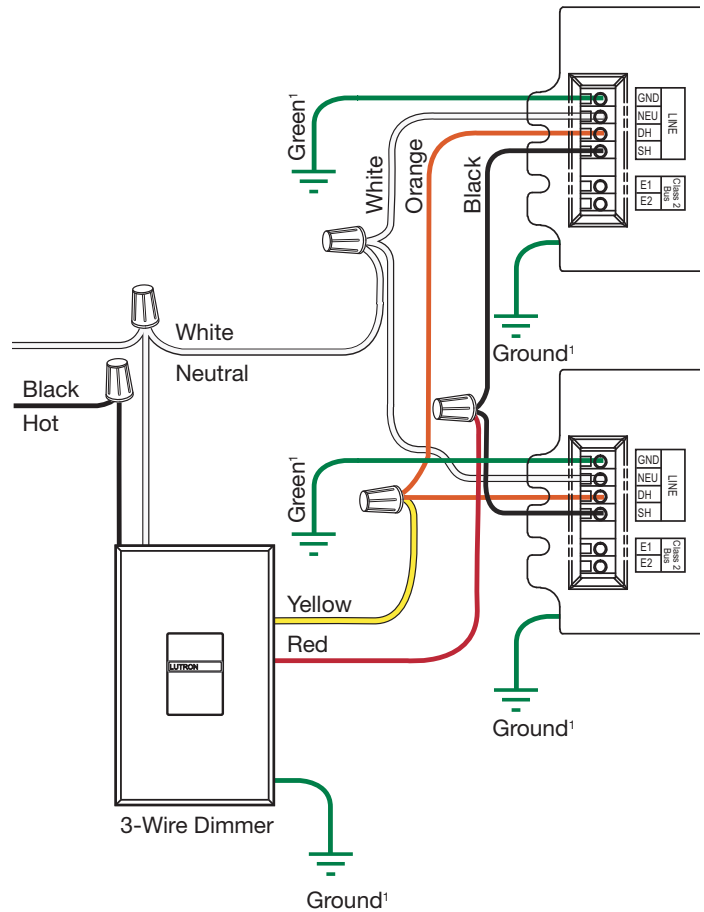 Green¹
White
Orange
Black
GND
NEU
DH
SH
LINE
E1
E2
Class 2
Bus
White
Neutral
Ground¹
Black
Hot
Green¹
GND
NEU
DH
SH
LINE
E1
E2
Class 2
Bus
Yellow
Red
LUTRON
Ground¹
3-Wire Dimmer
Ground¹